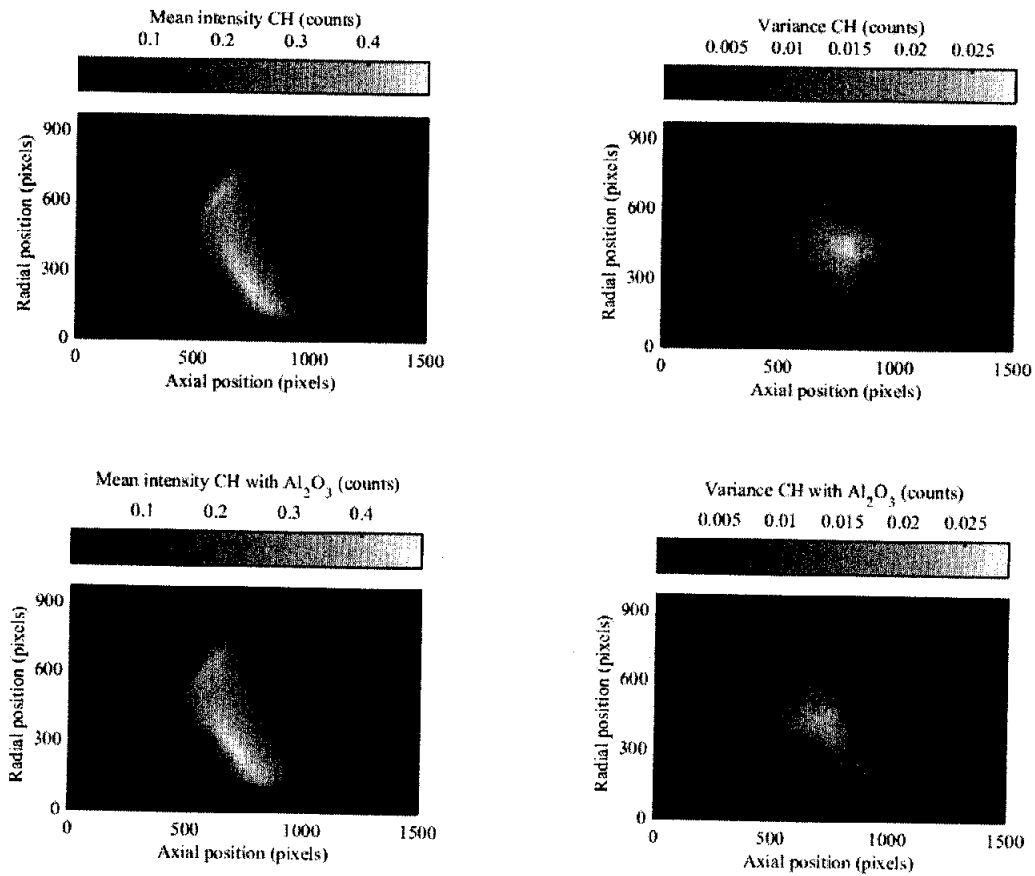 Mean intensity CH (counts)
0.1 0.2 0.3 0.4
900
600
300
0
Radial position (pixels)
0 500 1000 1500
Axial position (pixels)
Variance CH (counts)
0.005 0.01 0.015 0.02 0.025
900
600
300
0
Radial position (pixels)
0 500 1000 1500
Axial position (pixels)
Mean intensity CH with Al₂O₃ (counts)
0.1 0.2 0.3 0.4
900
600
300
0
Radial position (pixels)
0 500 1000 1500
Axial position (pixels)
Variance CH with Al₂O₃ (counts)
0.005 0.01 0.015 0.02 0.025
900
600
300
0
Radial position (pixels)
0 500 1000 1500
Axial position (pixels)